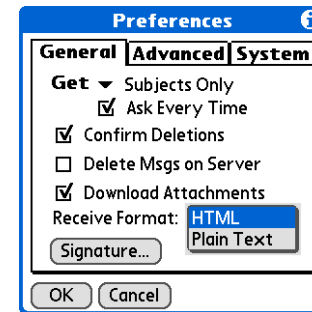 Preferences
General Advanced System
Get Subjects Only
Ask Every Time
Confirm Deletions
Delete Msgs on Server
Download Attachments
Receive Format: HTML
Plain Text
Signature...
OK Cancel